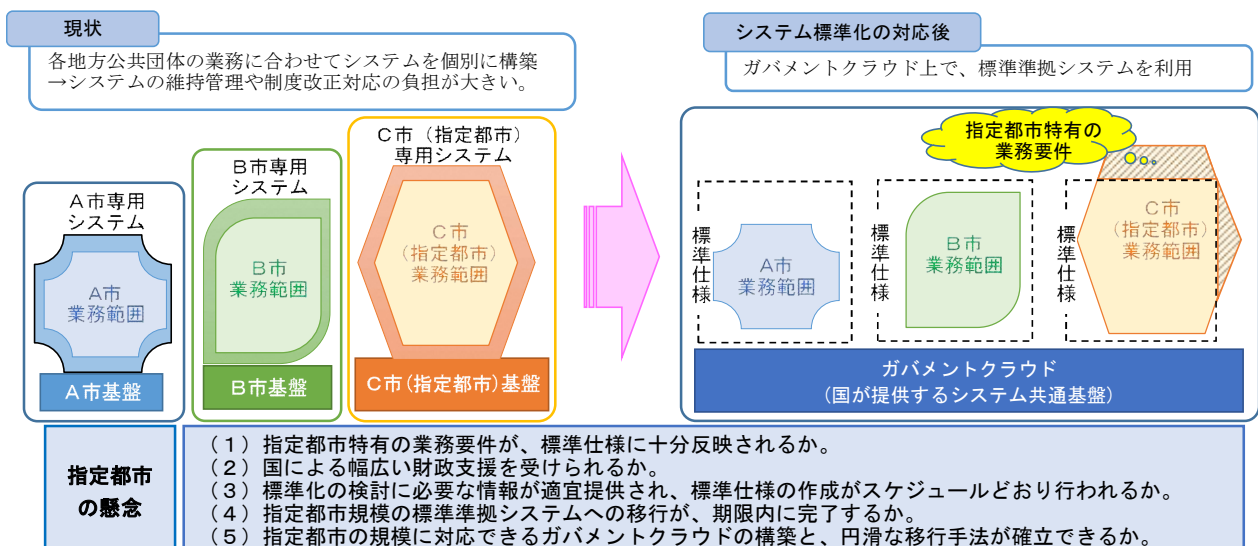 現状
各地方公共団体の業務に合わせてシステムを個別に構築
→システムの維持管理や制度改正対応の負担が大きい。
A市専用
システム
A市
業務範囲
A市基盤
B市専用
システム
B市
業務範囲
B市基盤
C市（指定都市）
専用システム
C市
（指定都市）
業務範囲
C市（指定都市）基盤
システム標準化の対応後
ガバメントクラウド上で、標準準拠システムを利用
指定都市特有の
業務要件
標準仕様
A市
業務範囲
標準仕様
B市
業務範囲
標準仕様
C市
（指定都市）
業務範囲
ガバメントクラウド
（国が提供するシステム共通基盤）
指定都市
の懸念
（１）指定都市特有の業務要件が、標準仕様に十分反映されるか。
（２）国による幅広い財政支援を受けられるか。
（３）標準化の検討に必要な情報が適宜提供され、標準仕様の作成がスケジュールどおり行われるか。
（４）指定都市規模の標準準拠システムへの移行が、期限内に完了するか。
（５）指定都市の規模に対応できるガバメントクラウドの構築と、円滑な移行手法が確立できるか。